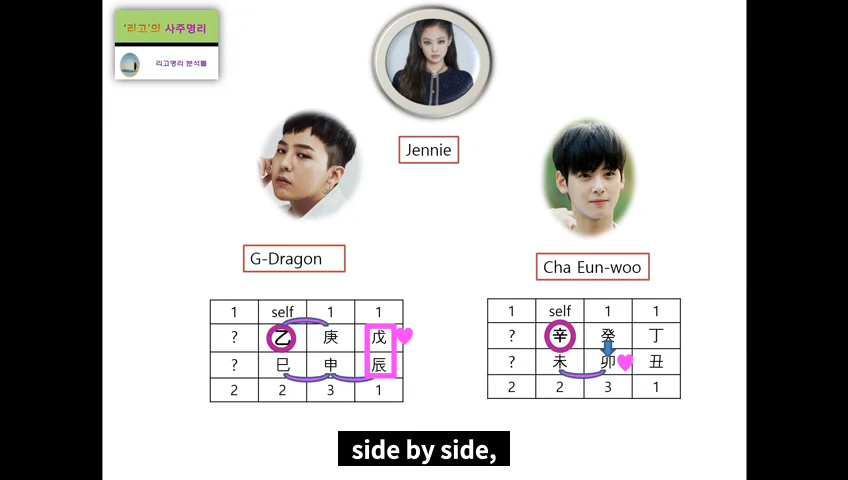 '리고'의 사주명리
리고명리 분석틀
Jennie
G-Dragon
Cha Eun-woo
1 self 1 1
? 乙 庚 戊
? 巳 申 辰
2 2 3 1
1 self 1 1
? 辛 癸 丁
? 未 卯 丑
2 2 3 1
side by side,